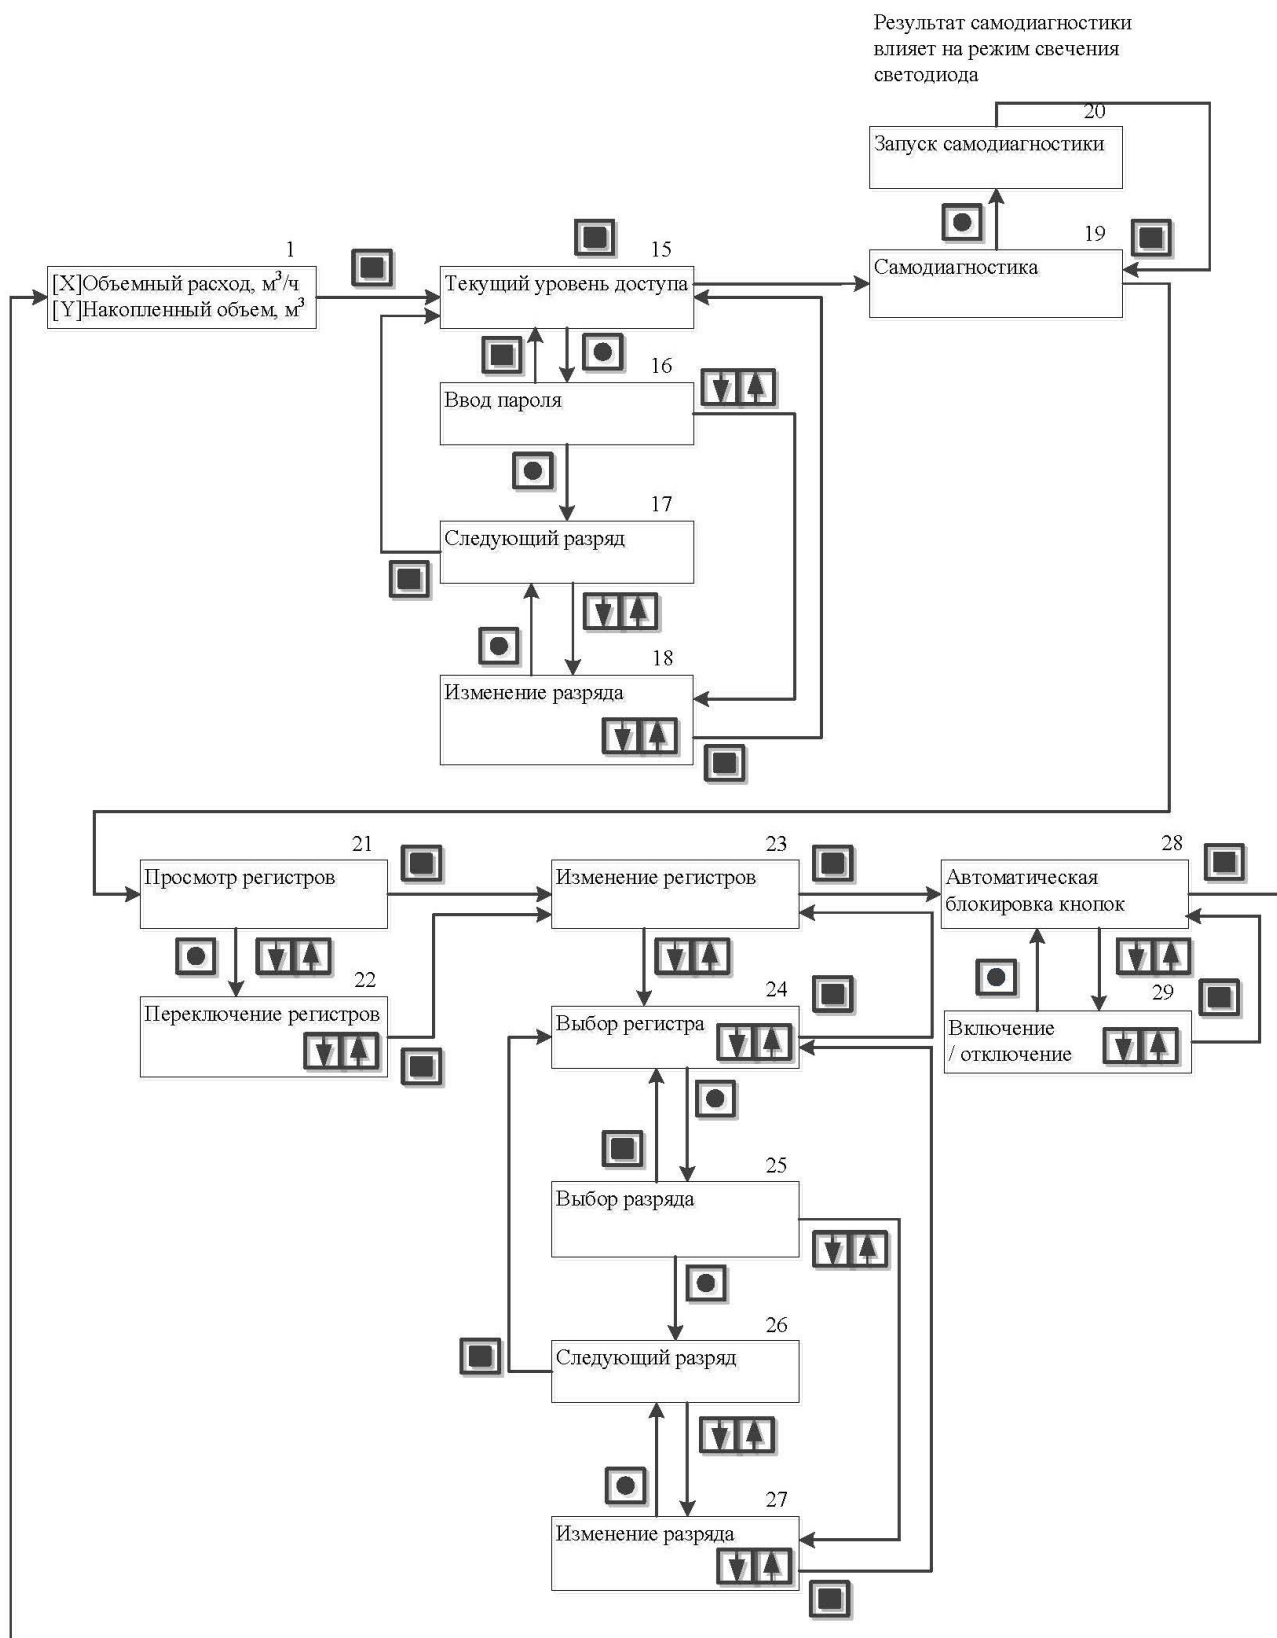 Результат самодиагностики
влияет на режим свечения
светодиода
20
Запуск самодиагностики
1
15
19
[X]Объемный расход, м³/ч
[Y]Накопленный объем, м³
Текущий уровень доступа
Самодиагностика
16
Ввод пароля
17
Следующий разряд
18
Изменение разряда
21
23
28
Просмотр регистров
Изменение регистров
Автоматическая
блокировка кнопок
22
24
29
Переключение регистров
Выбор регистра
Включение
/ отключение
25
Выбор разряда
26
Следующий разряд
27
Изменение разряда